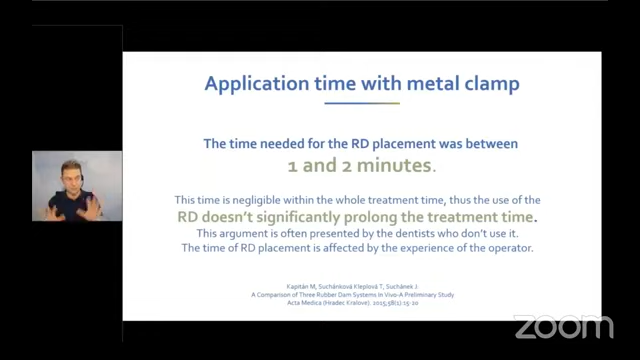 Application time with metal clamp
The time needed for the RD placement was between
1 and 2 minutes.
This time is negligible within the whole treatment time, thus the use of the
RD doesn't significantly prolong the treatment time.
This argument is often presented by the dentists who don't use it.
The time of RD placement is affected by the experience of the operator.
Kapitán M, Suchánková Kleplová T, Suchánek J.
A Comparison of Three Rubber Dam Systems In Vivo-A Preliminary Study
Acta Medica (Hradec Kralove). 2015;58(1):15-20
zoom